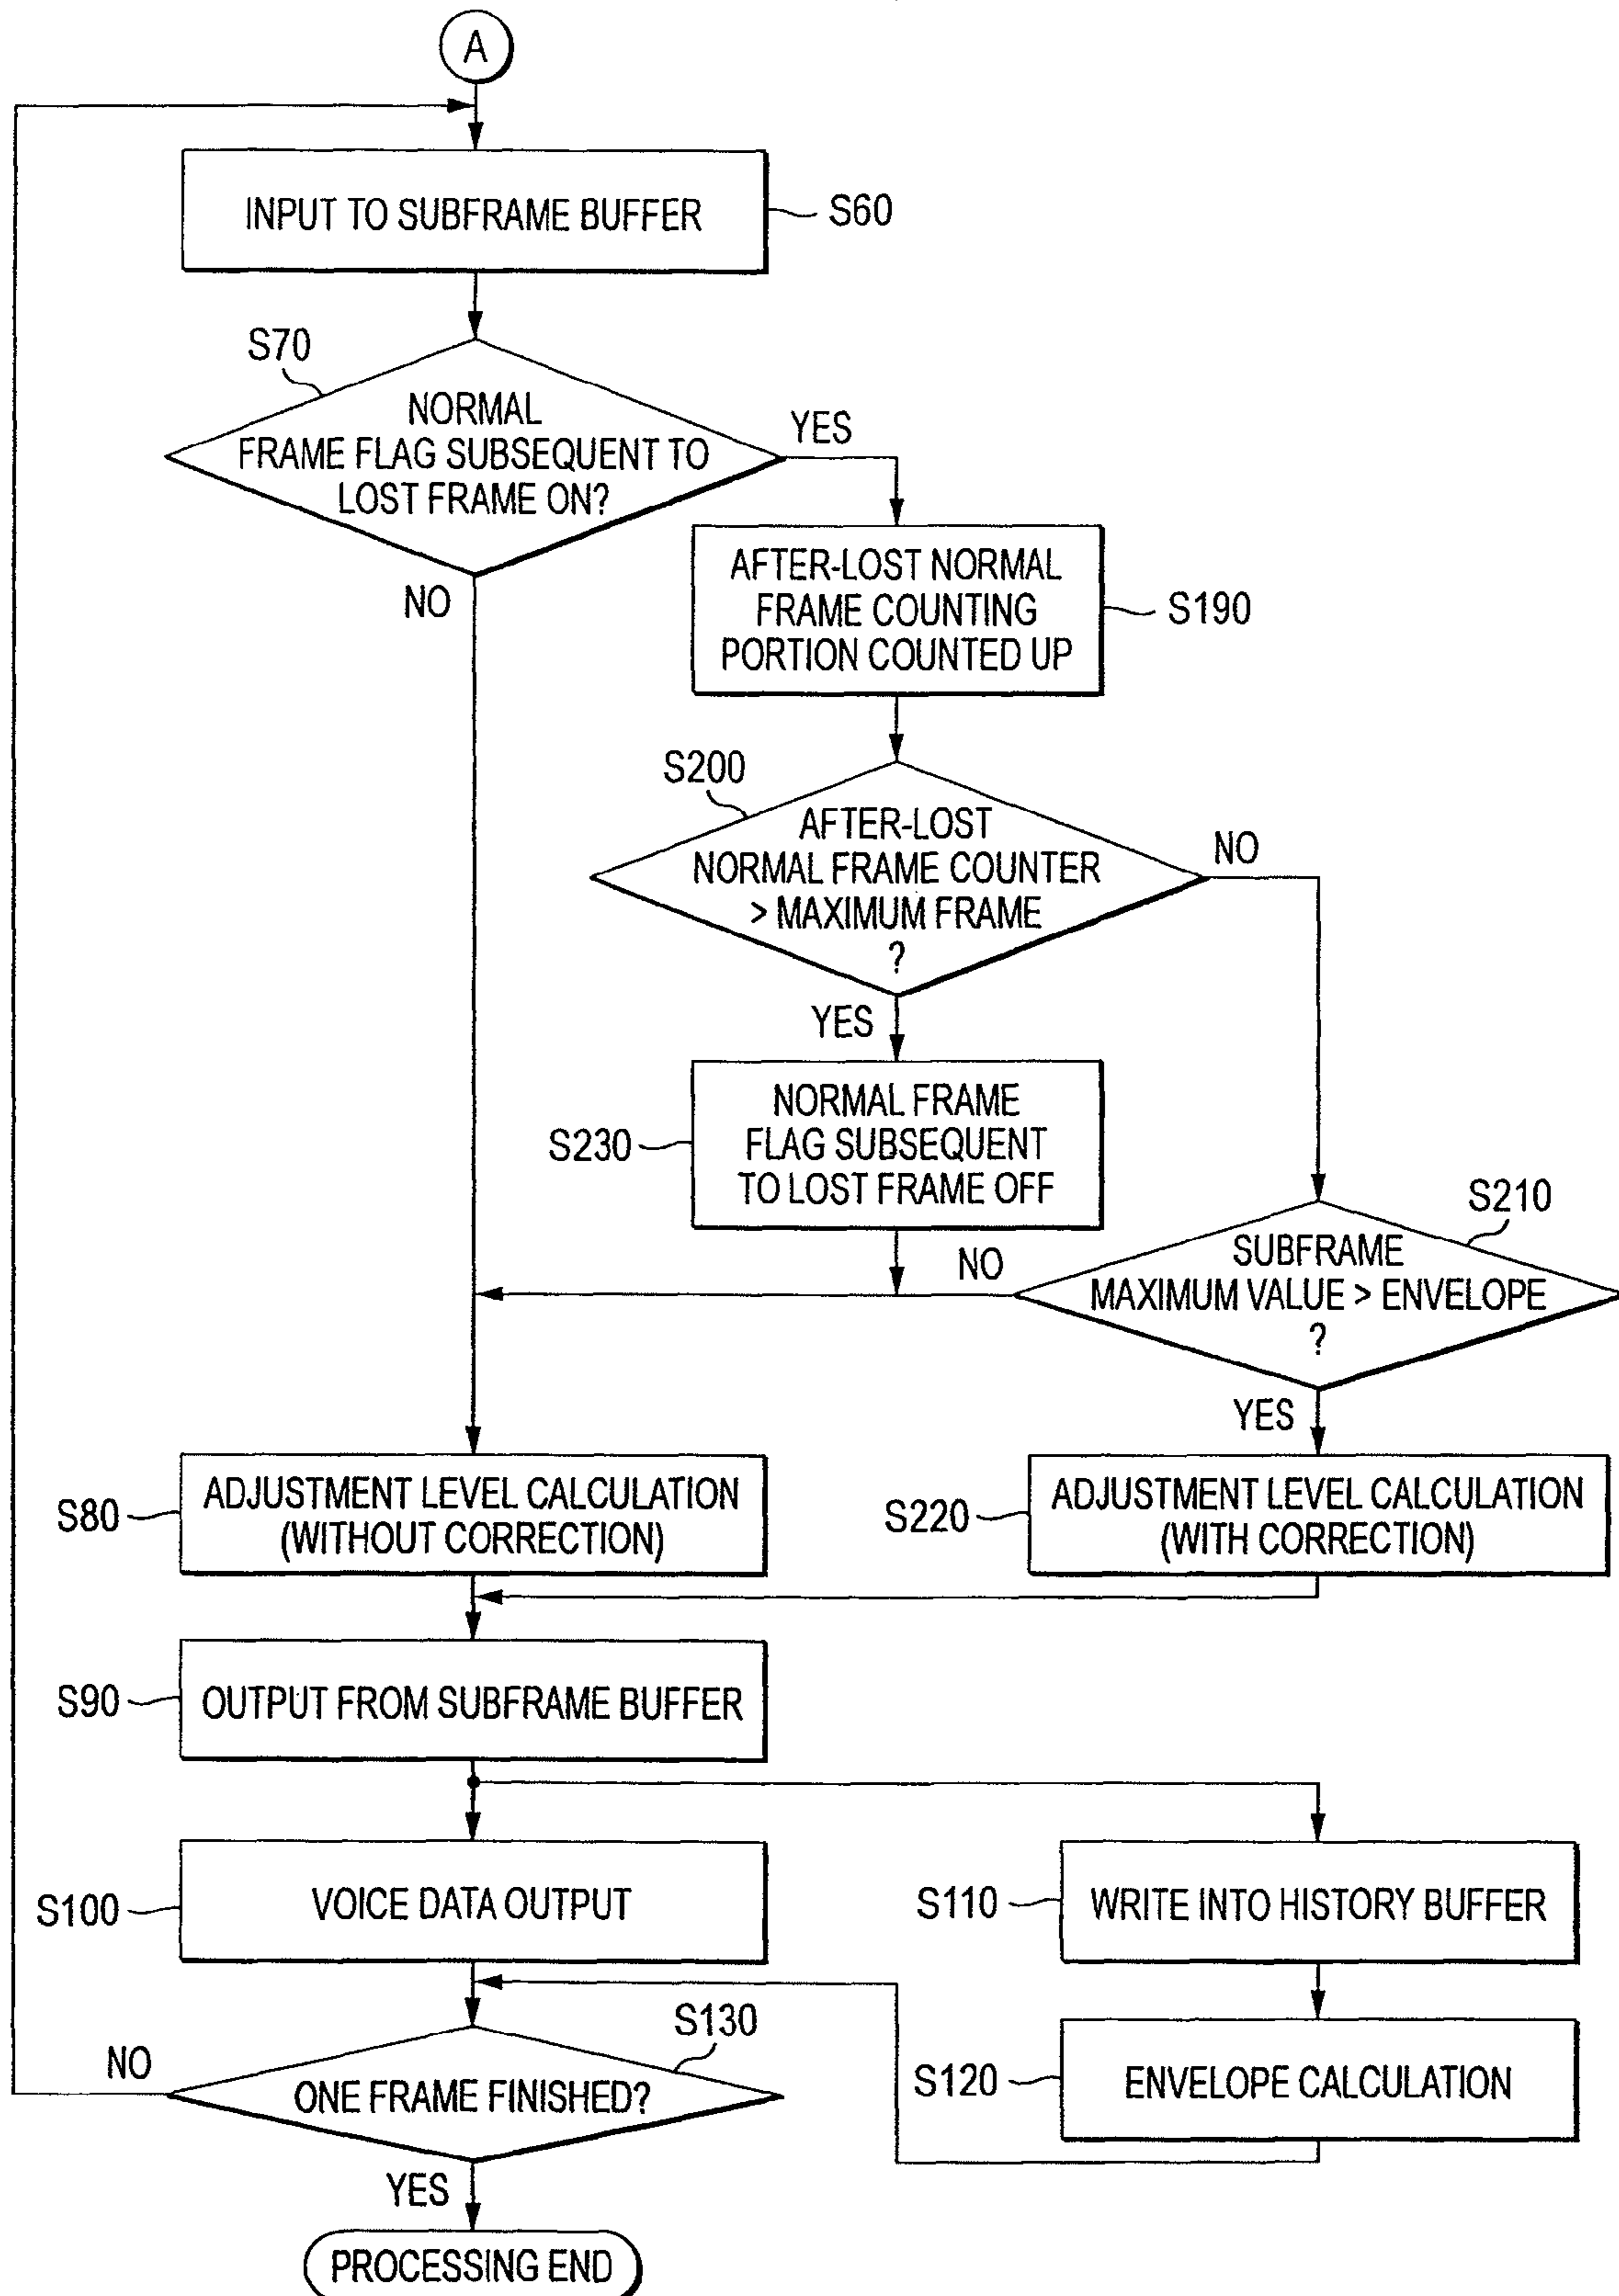 A
INPUT TO SUBFRAME BUFFER
S60
S70
NORMAL
FRAME FLAG SUBSEQUENT TO
LOST FRAME ON?
YES
NO
AFTER-LOST NORMAL
FRAME COUNTING
PORTION COUNTED UP
S190
S200
AFTER-LOST
NORMAL FRAME COUNTER
> MAXIMUM FRAME
?
NO
YES
S230
NORMAL FRAME
FLAG SUBSEQUENT
TO LOST FRAME OFF
S210
SUBFRAME
MAXIMUM VALUE > ENVELOPE
?
NO
YES
S80
ADJUSTMENT LEVEL CALCULATION
(WITHOUT CORRECTION)
S220
ADJUSTMENT LEVEL CALCULATION
(WITH CORRECTION)
S90
OUTPUT FROM SUBFRAME BUFFER
S100
VOICE DATA OUTPUT
S110
WRITE INTO HISTORY BUFFER
S130
NO
ONE FRAME FINISHED?
S120
ENVELOPE CALCULATION
YES
PROCESSING END